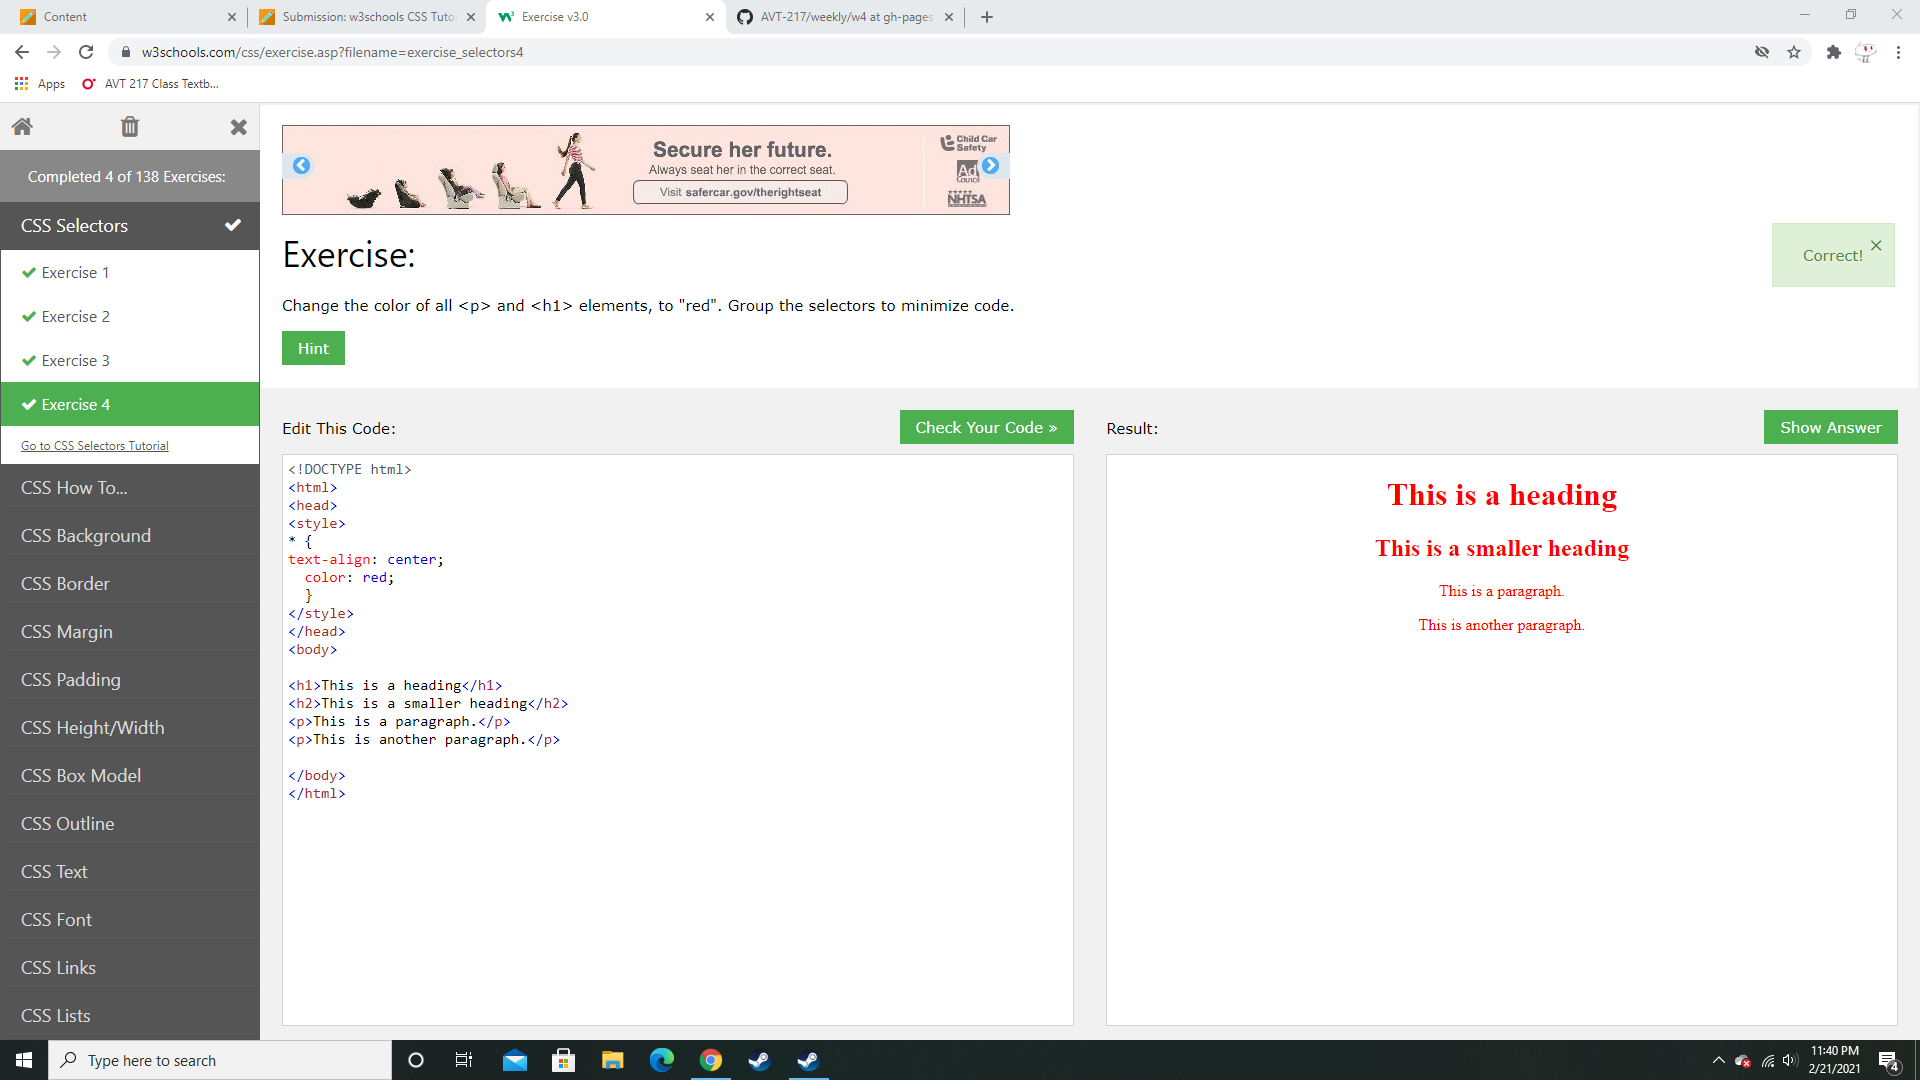 Content
Submission: w3schools CSS Tutor
Exercise v3.0
AVT-217/weekly/w4 at gh-pages
w3schools.com/css/exercise.asp?filename=exercise_selectors4
Apps
AVT 217 Class Textb...
Completed 4 of 138 Exercises:
CSS Selectors
Exercise 1
Exercise 2
Exercise 3
Exercise 4
Go to CSS Selectors Tutorial
CSS How To...
CSS Background
CSS Border
CSS Margin
CSS Padding
CSS Height/Width
CSS Box Model
CSS Outline
CSS Text
CSS Font
CSS Links
CSS Lists
Secure her future.
Always seat her in the correct seat.
Visit safercar.gov/therightseat
Child Car
Safety
Ad
Council
NHTSA
Exercise:
Correct!
Change the color of all <p> and <h1> elements, to "red". Group the selectors to minimize code.
Hint
Edit This Code:
Check Your Code »
<!DOCTYPE html>
<html>
<head>
<style>
* {
text-align: center;
  color: red;
  }
</style>
</head>
<body>
<h1>This is a heading</h1>
<h2>This is a smaller heading</h2>
<p>This is a paragraph.</p>
<p>This is another paragraph.</p>
</body>
</html>
Result:
Show Answer
This is a heading
This is a smaller heading
This is a paragraph.
This is another paragraph.
Type here to search
11:40 PM
2/21/2021
4